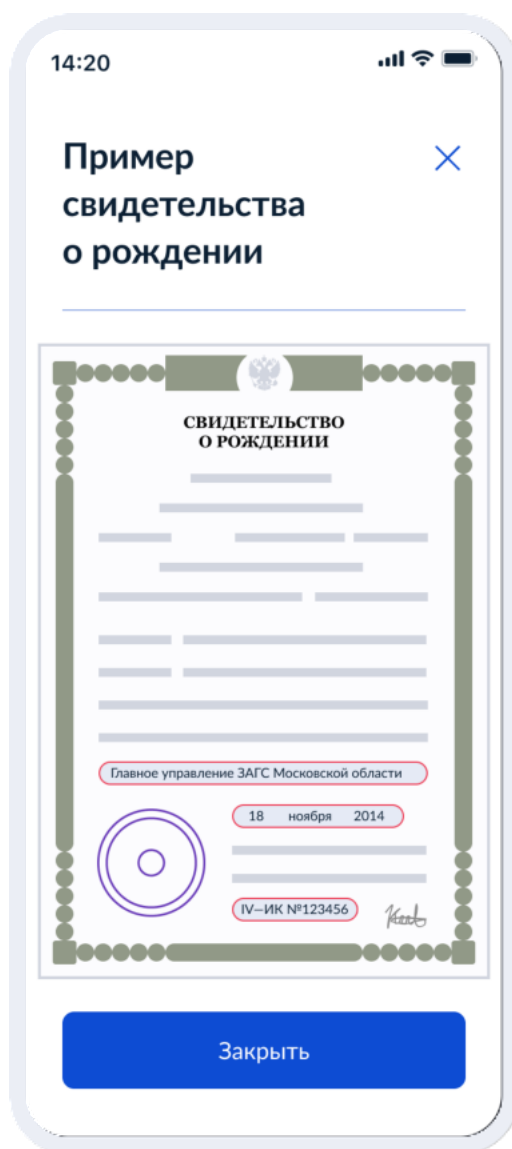 14:20
Пример
свидетельства
о рождении
СВИДЕТЕЛЬСТВО
О РОЖДЕНИИ
Главное управление ЗАГС Московской области
18 ноября 2014
IV–ИК №123456
Закрыть